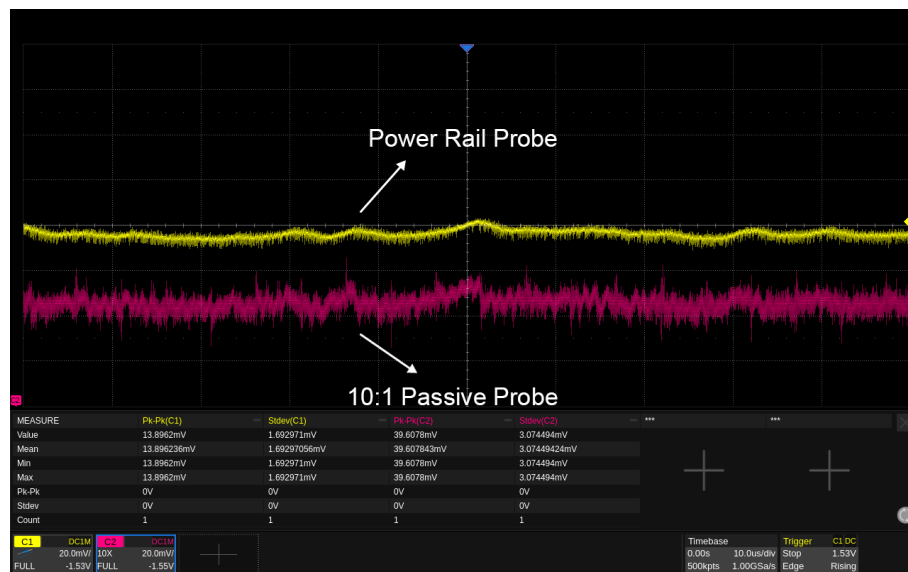 Power Rail Probe
10:1 Passive Probe
C2
MEASURE Pk-Pk(C1) Stdev(C1) Pk-Pk(C2) Stdev(C2) *** ***
Value 13.8962mV 1.692971mV 39.6078mV 3.074494mV
Mean 13.896236mV 1.69297056mV 39.607843mV 3.07449424mV
Min 13.8962mV 1.692971mV 39.6078mV 3.074494mV
Max 13.8962mV 1.692971mV 39.6078mV 3.074494mV
Pk-Pk 0V 0V 0V 0V
Stdev 0V 0V 0V 0V
Count 1 1 1 1
C1 DC1M C2 DC1M Timebase Trigger C1 DC
20.0mV/ 10X 20.0mV/ 0.00s 10.0us/div Stop 1.53V
FULL -1.53V FULL -1.55V 500kpts 1.00GSa/s Edge Rising